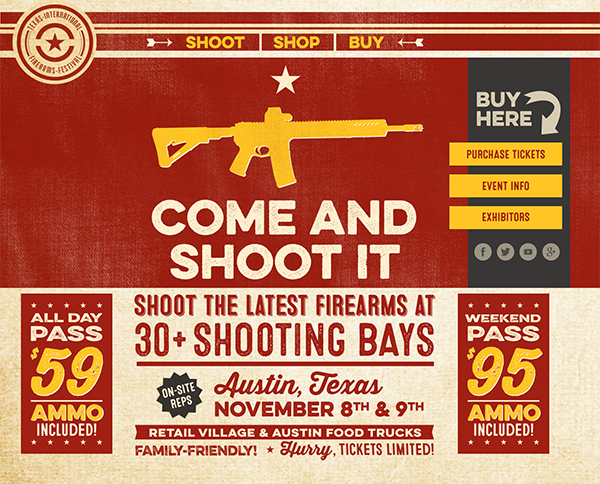 TEXAS·INTERNATIONAL
FIREARMS·FESTIVAL
SHOOT | SHOP | BUY
BUY
HERE
PURCHASE TICKETS
EVENT INFO
EXHIBITORS
COME AND
SHOOT IT
ALL DAY
PASS
$59
AMMO
INCLUDED!
SHOOT THE LATEST FIREARMS AT
30+ SHOOTING BAYS
ON-SITE
REPS
Austin, Texas
NOVEMBER 8TH & 9TH
RETAIL VILLAGE & AUSTIN FOOD TRUCKS
FAMILY-FRIENDLY! ★ Hurry, TICKETS LIMITED!
WEEKEND
PASS
$95
AMMO
INCLUDED!